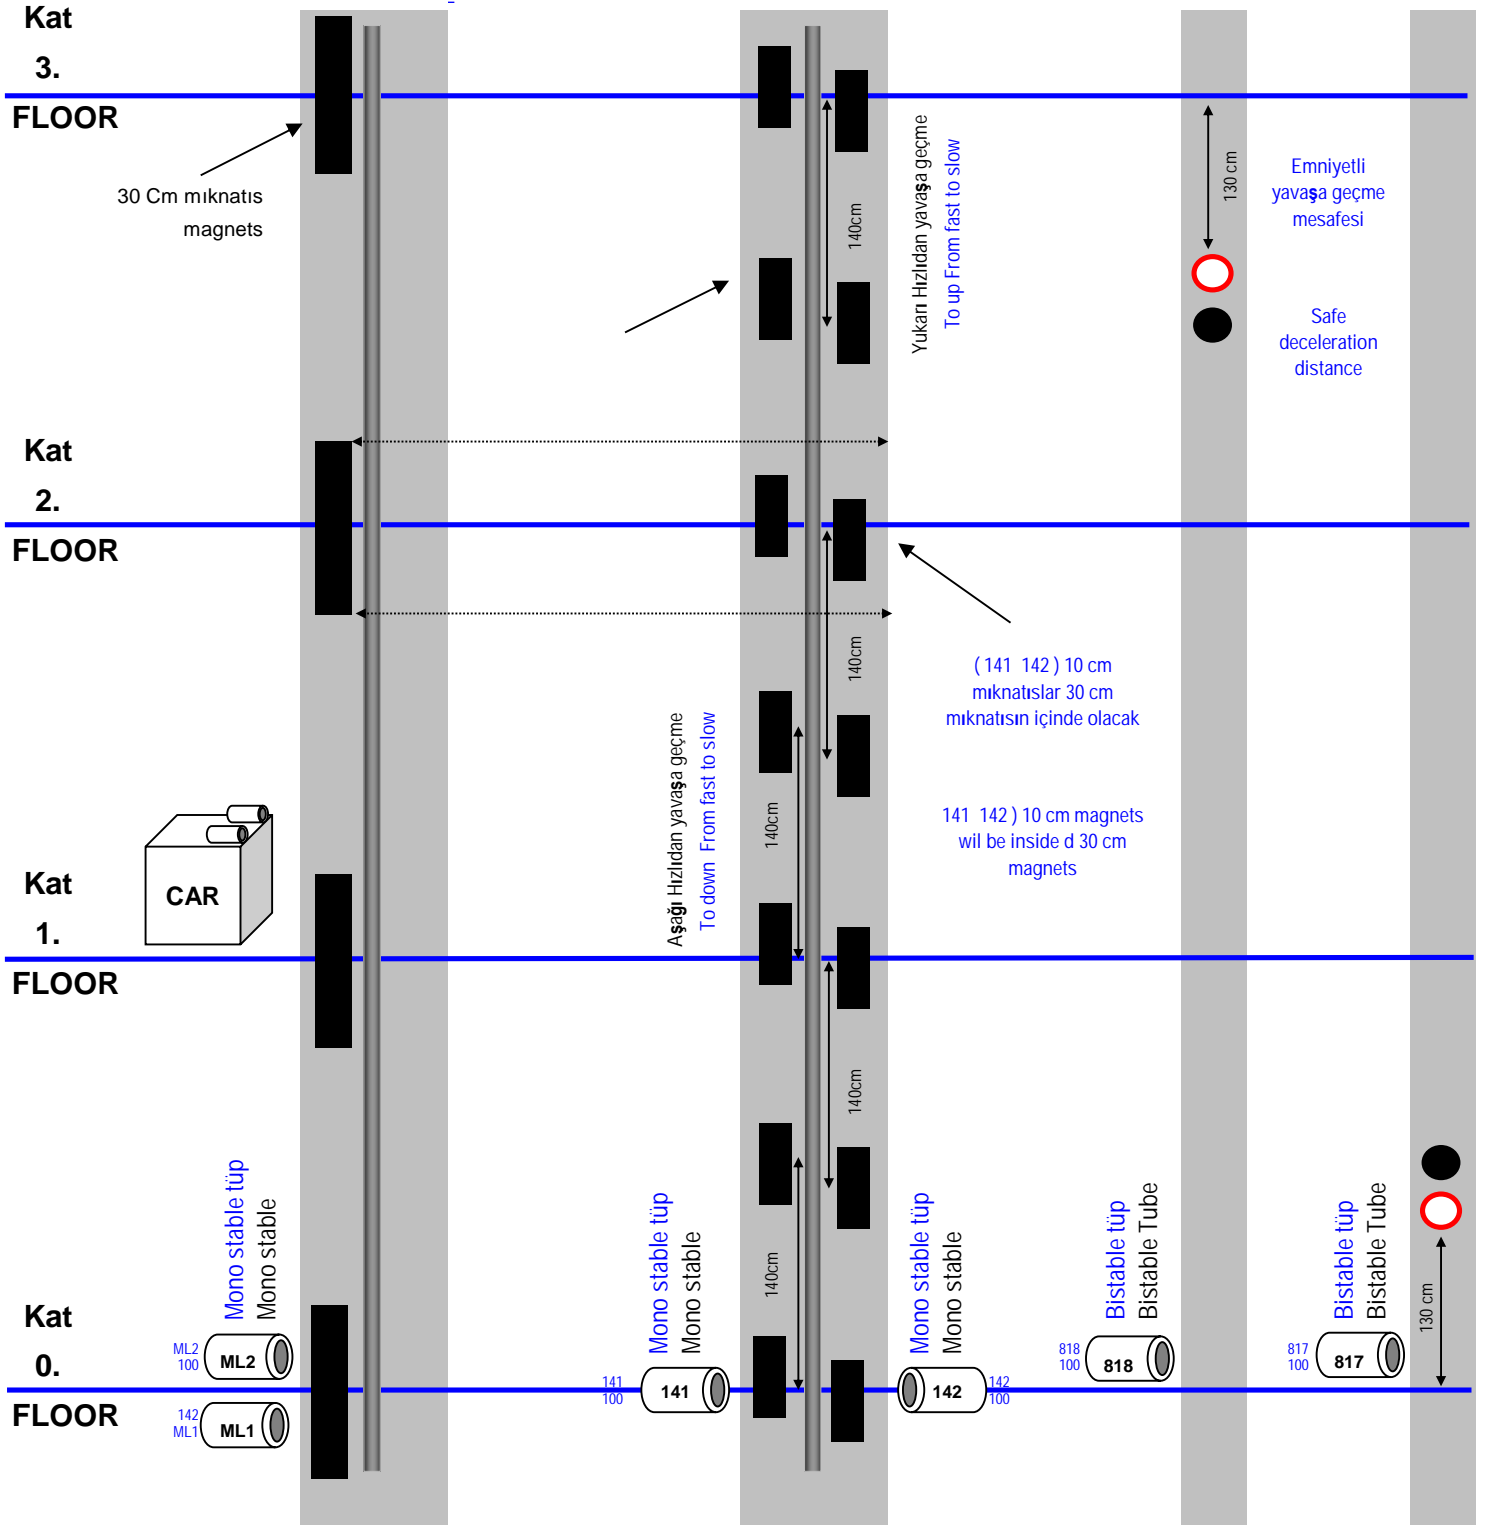 Kat
3.
FLOOR
30 Cm mıknatıs
magnets
Yukarı Hızlıdan yavaşa geçme
To up From fast to slow
140cm
130 cm
Emniyetli
yavaşa geçme
mesafesi
Safe
deceleration
distance
Kat
2.
FLOOR
140cm
( 141 142 ) 10 cm
mıknatıslar 30 cm
mıknatısın içinde olacak
141 142 ) 10 cm magnets
wil be inside d 30 cm
magnets
Aşağı Hızlıdan yavaşa geçme
To down From fast to slow
140cm
CAR
Kat
1.
FLOOR
140cm
140cm
Mono stable tüp
Mono stable
Mono stable tüp
Mono stable
Mono stable tüp
Mono stable
Bistable tüp
Bistable Tube
Bistable tüp
Bistable Tube
130 cm
Kat
0.
FLOOR
ML2
100
ML2
142
ML1
ML1
141
100
141
142
142
100
818
100
818
817
100
817